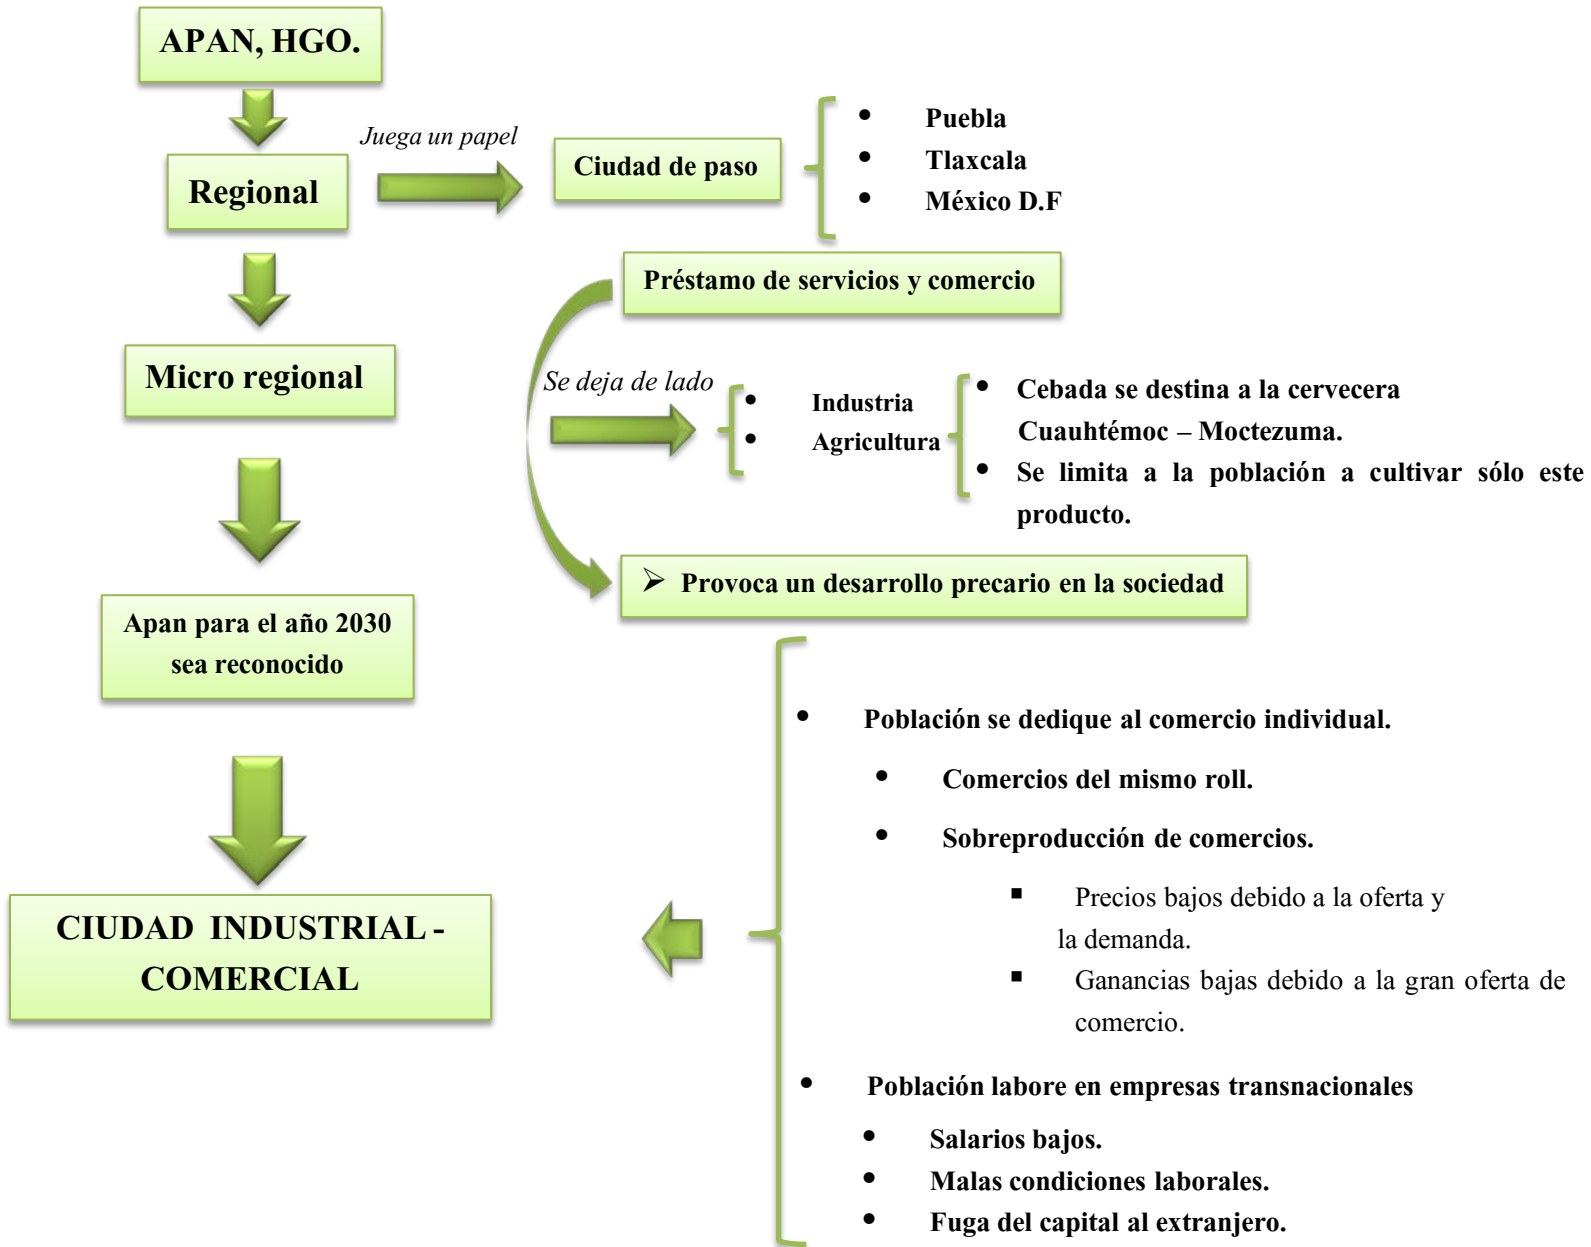 APAN, HGO.
Juega un papel
Regional
Ciudad de paso
• Puebla
• Tlaxcala
• México D.F
Préstamo de servicios y comercio
Micro regional
Se deja de lado
• Industria
• Agricultura
• Cebada se destina a la cervecera
Cuauhtémoc – Moctezuma.
• Se limita a la población a cultivar sólo este
producto.
➢ Provoca un desarrollo precario en la sociedad
Apan para el año 2030
sea reconocido
CIUDAD INDUSTRIAL -
COMERCIAL
• Población se dedique al comercio individual.
• Comercios del mismo roll.
• Sobreproducción de comercios.
▪ Precios bajos debido a la oferta y
la demanda.
▪ Ganancias bajas debido a la gran oferta de
comercio.
• Población labore en empresas transnacionales
• Salarios bajos.
• Malas condiciones laborales.
• Fuga del capital al extranjero.